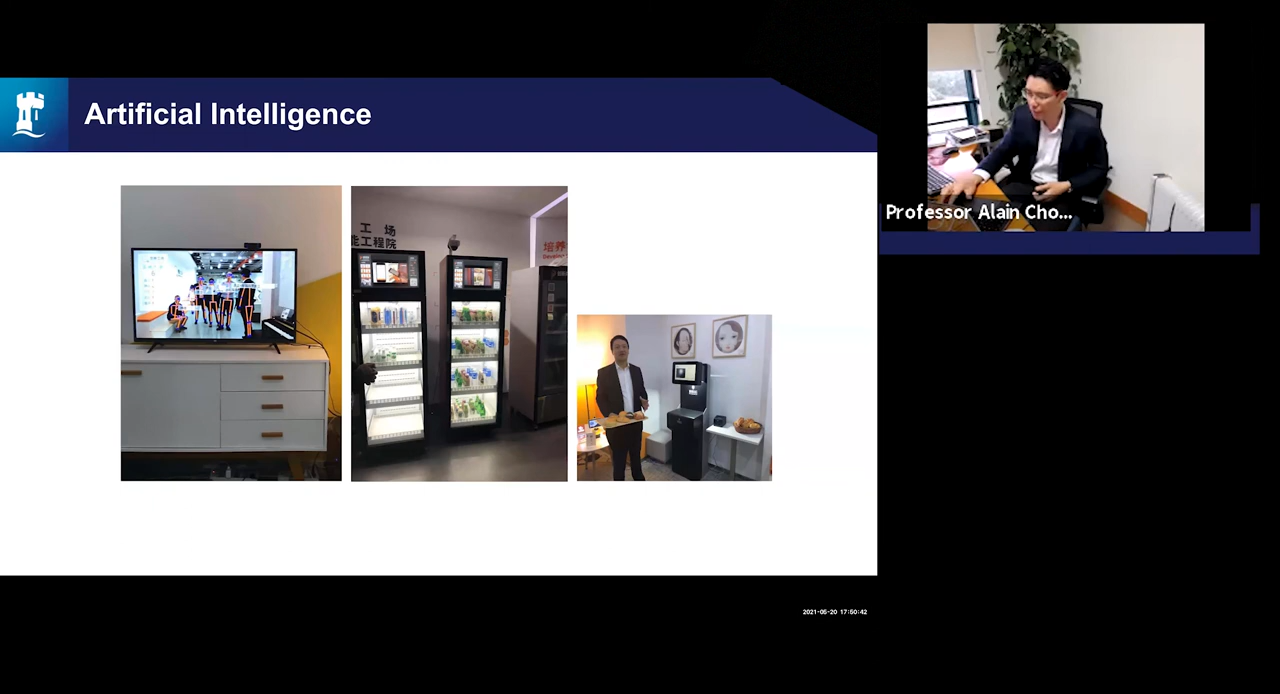 Artificial Intelligence
工 场
能工程院
培养
Professor Alain Cho...
2021-05-20 17:50:42